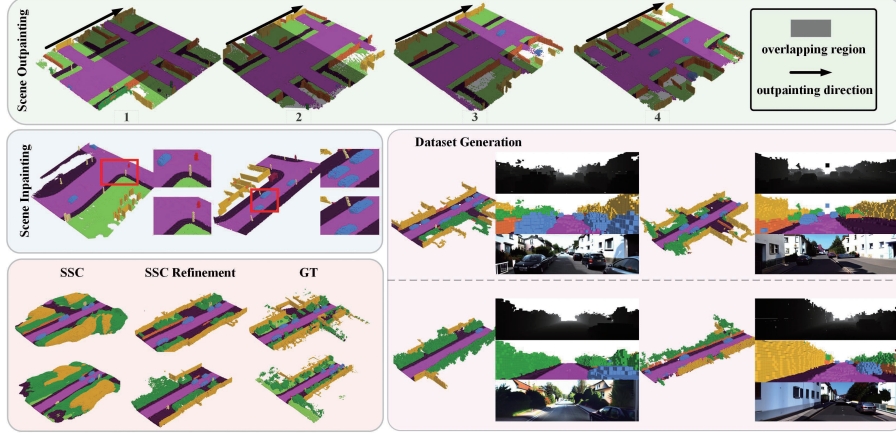 Scene Outpainting
1
2
3
4
overlapping region
outpainting direction
Scene Inpainting
Dataset Generation
SSC
SSC Refinement
GT